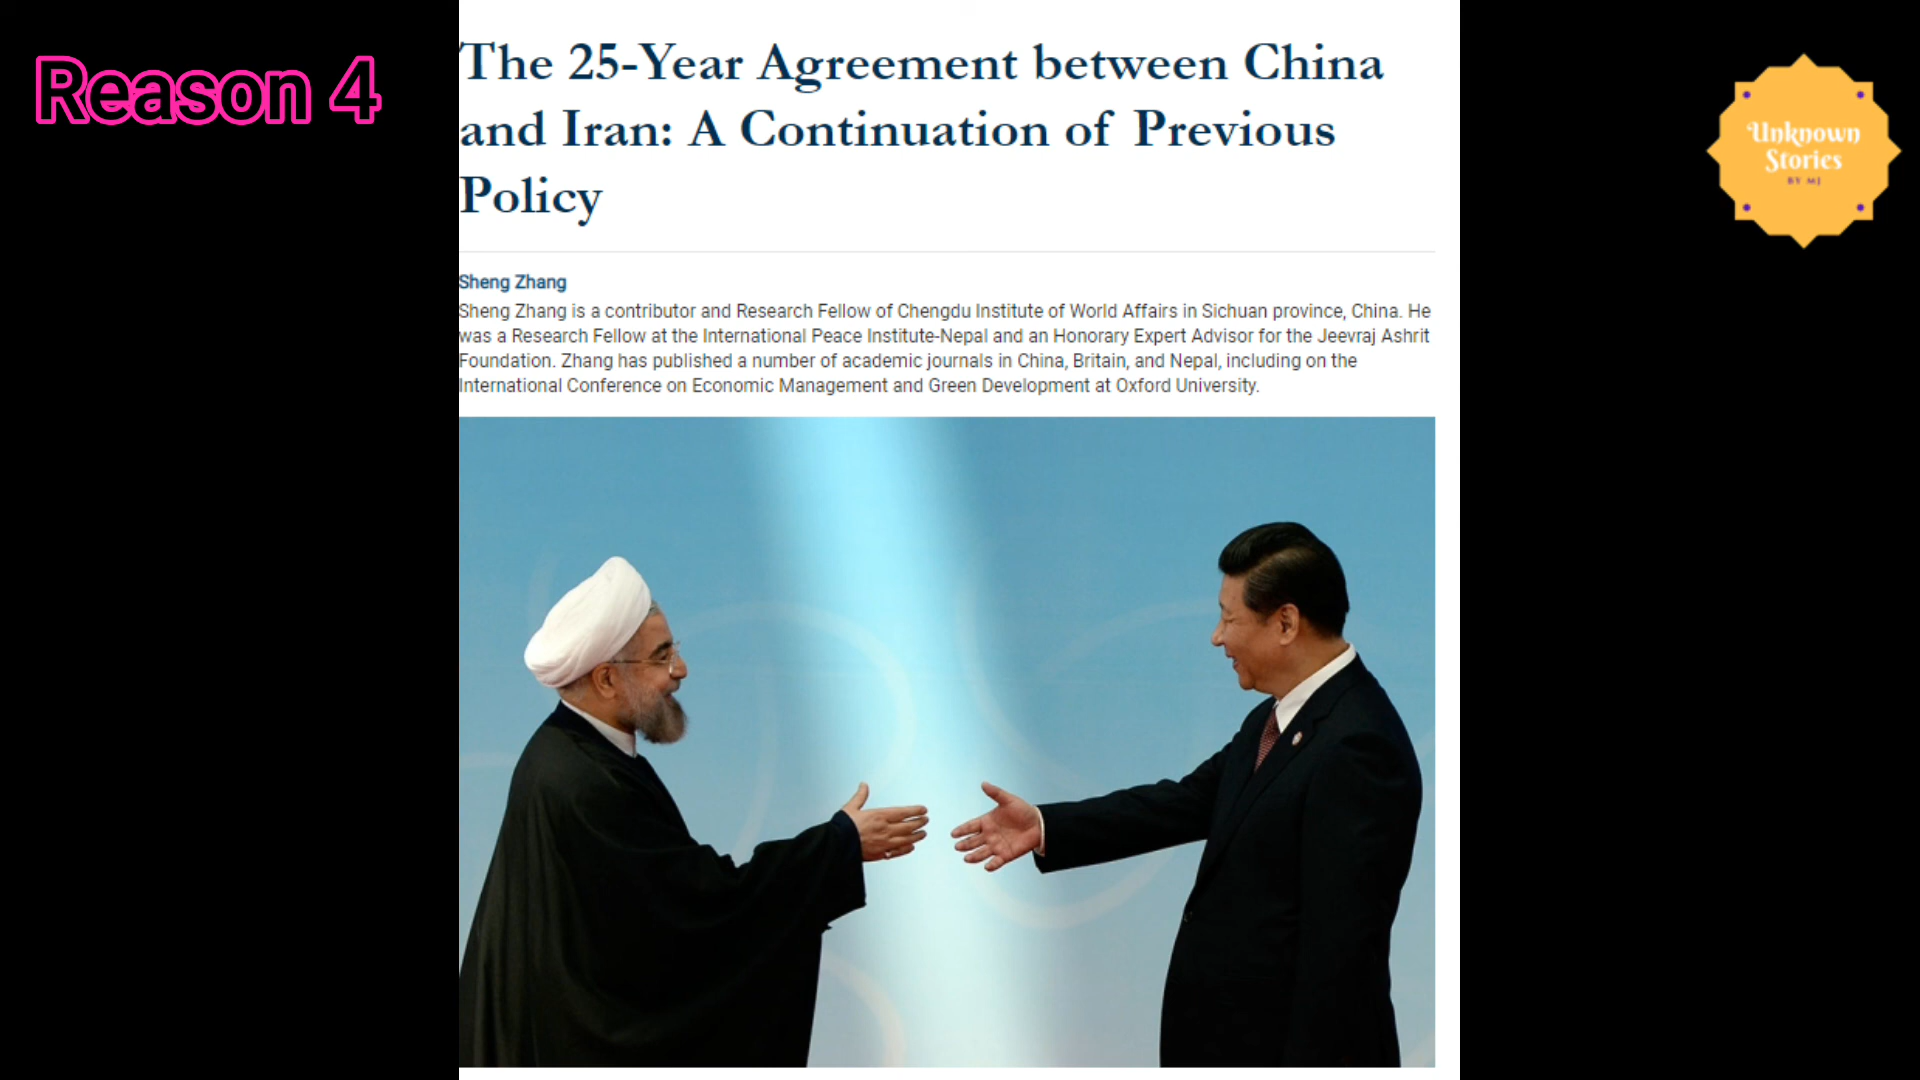 Reason 4
The 25-Year Agreement between China
and Iran: A Continuation of Previous
Policy
Sheng Zhang
Sheng Zhang is a contributor and Research Fellow of Chengdu Institute of World Affairs in Sichuan province, China. He
was a Research Fellow at the International Peace Institute-Nepal and an Honorary Expert Advisor for the Jeevraj Ashrit
Foundation. Zhang has published a number of academic journals in China, Britain, and Nepal, including on the
International Conference on Economic Management and Green Development at Oxford University.
Unknown
Stories
BY MJ